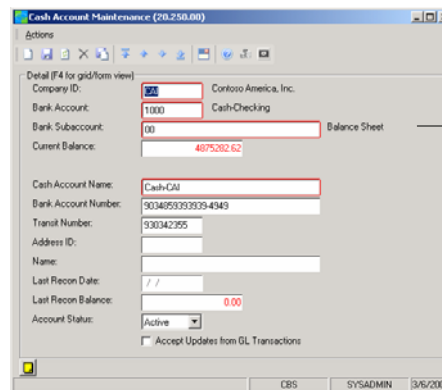 Cash Account Maintenance (20.250.00)
Actions
Detail (F4 for grid/form view)
Company ID: CAI Contoso America, Inc.
Bank Account: 1000 Cash-Checking
Bank Subaccount: 00 Balance Sheet
Current Balance: 4875282.62
Cash Account Name: Cash-CAI
Bank Account Number: 9034859393939-4949
Transit Number: 930342355
Address ID:
Name:
Last Recon Date: / /
Last Recon Balance: 0.00
Account Status: Active
Accept Updates from GL Transactions
CBS SYSADMIN